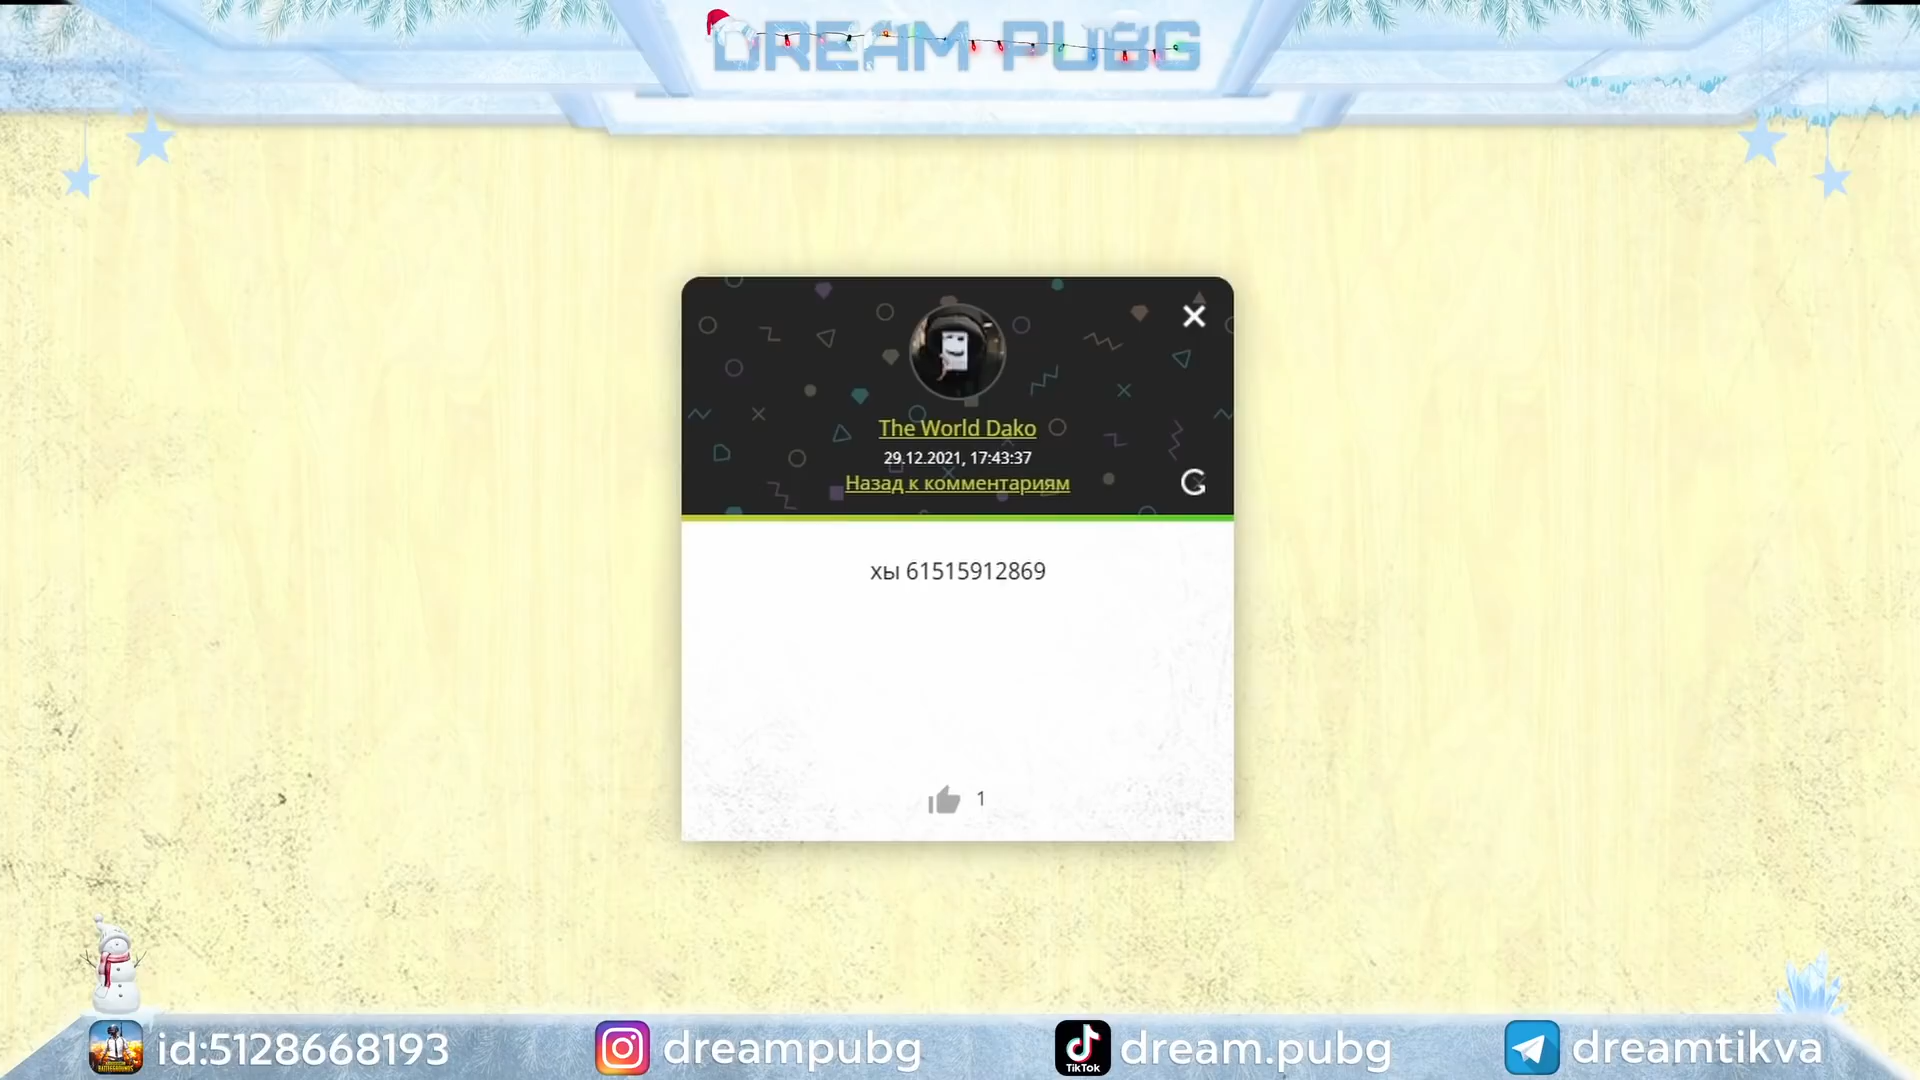 DREAM PUBG
The World Dako
29.12.2021, 17:43:37
Назад к комментариям
хы 61515912869
1
id:5128668193
dreampubg
TikTok
dream.pubg
dreamtikva